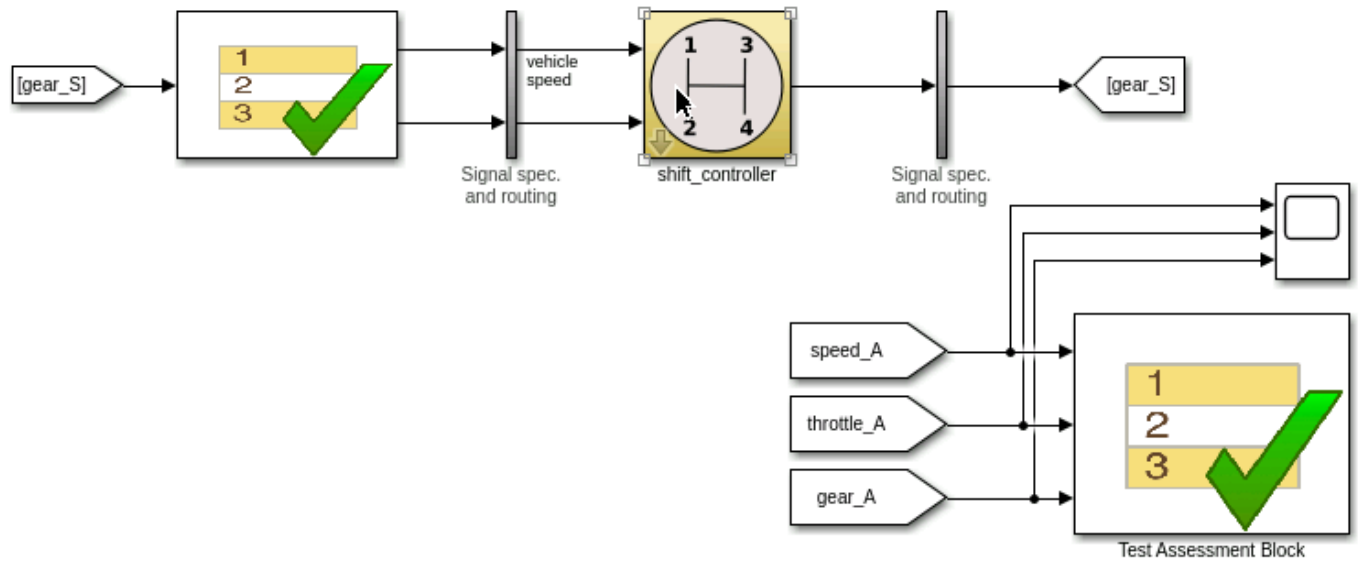 [gear_S]
1
2
3
vehicle
speed
1 3
2 4
[gear_S]
Signal spec.
and routing
shift_controller
Signal spec.
and routing
speed_A
throttle_A
gear_A
1
2
3
Test Assessment Block